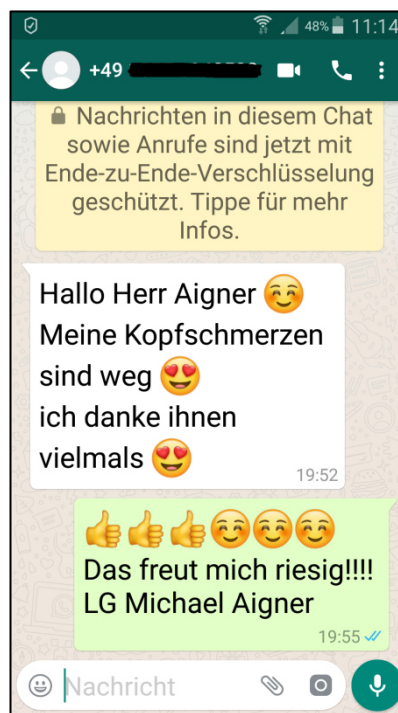 48% 11:14
+49
Nachrichten in diesem Chat
sowie Anrufe sind jetzt mit
Ende-zu-Ende-Verschlüsselung
geschützt. Tippe für mehr
Infos.
Hallo Herr Aigner ☺️
Meine Kopfschmerzen
sind weg 😍
ich danke ihnen
vielmals 😍
19:52
👍👍👍☺️☺️☺️
Das freut mich riesig!!!!
LG Michael Aigner
19:55
Nachricht